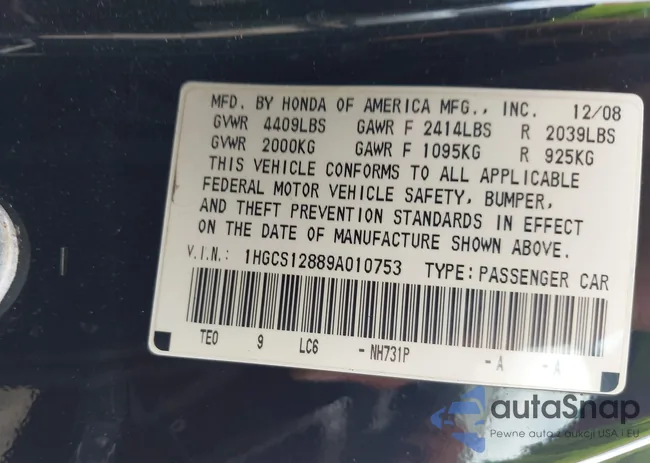 MFD. BY HONDA OF AMERICA MFG., INC. 12/08
GVWR 4409LBS GAWR F 2414LBS R 2039LBS
GVWR 2000KG GAWR F 1095KG R 925KG
THIS VEHICLE CONFORMS TO ALL APPLICABLE
FEDERAL MOTOR VEHICLE SAFETY, BUMPER,
AND THEFT PREVENTION STANDARDS IN EFFECT
ON THE DATE OF MANUFACTURE SHOWN ABOVE.
V.I.N.: 1HGCS12889A010753 TYPE: PASSENGER CAR
TE0 9 LC6 - NH731P - A - A
autaSnap
Pewne auta z aukcji USA i EU